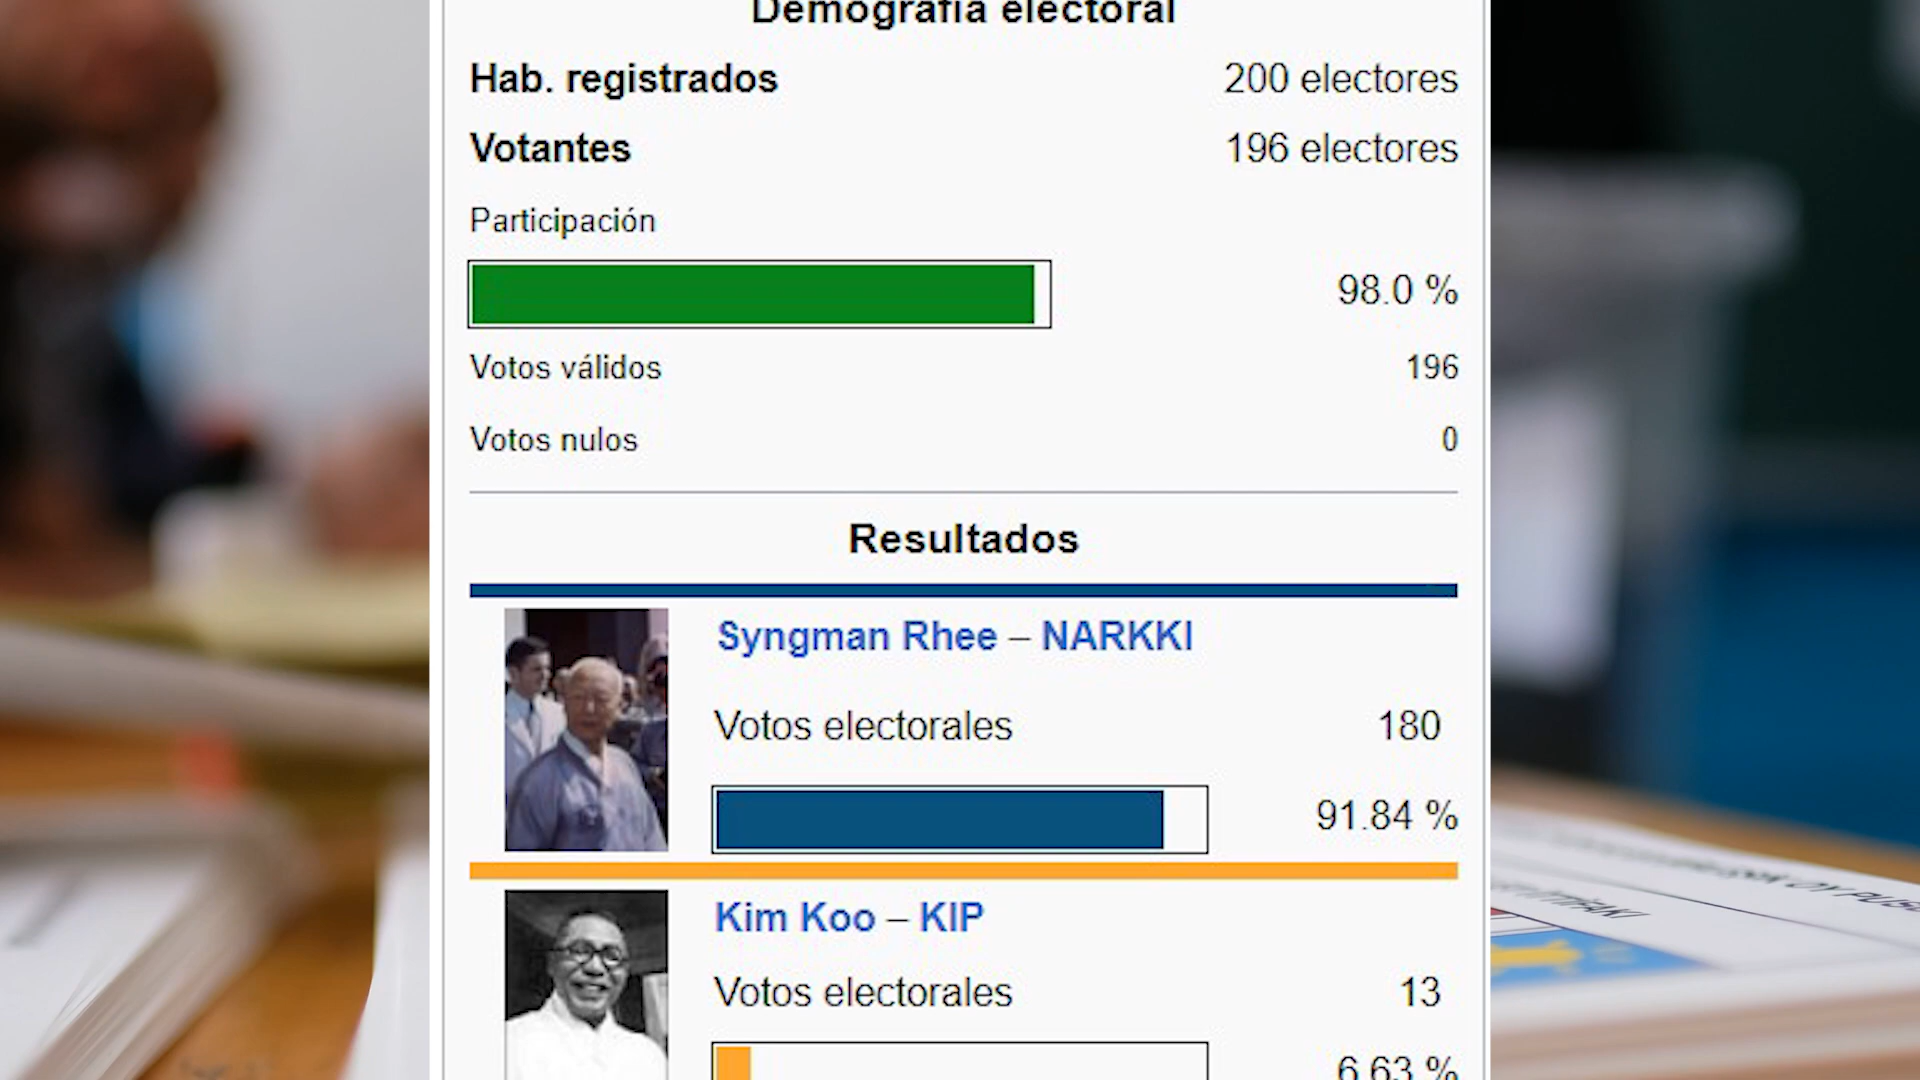 Demografía electoral
Hab. registrados 200 electores
Votantes 196 electores
Participación
98.0 %
Votos válidos 196
Votos nulos 0
Resultados
Syngman Rhee – NARKKI
Votos electorales 180
91.84 %
Kim Koo – KIP
Votos electorales 13
6.63 %